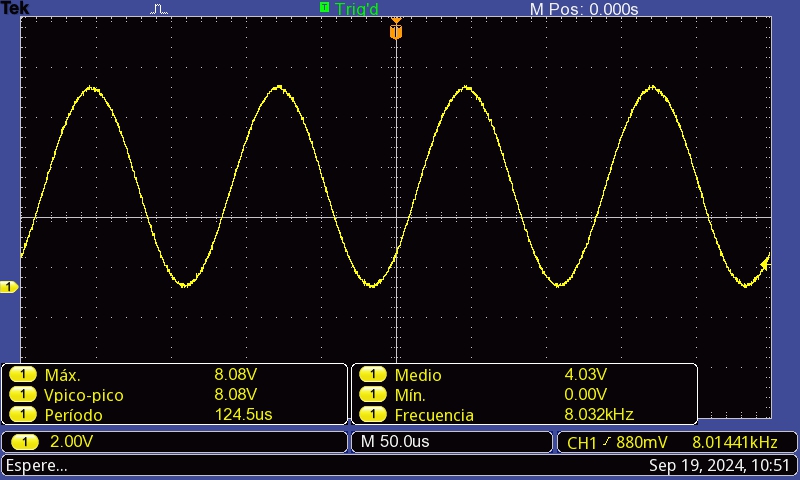 Tek T Trig'd M Pos: 0.000s
T
1
1 Máx. 8.08V 1 Medio 4.03V
1 Vpico-pico 8.08V 1 Mín. 0.00V
1 Período 124.5us 1 Frecuencia 8.032kHz
1 2.00V M 50.0us CH1 880mV 8.01441kHz
Espere... Sep 19, 2024, 10:51